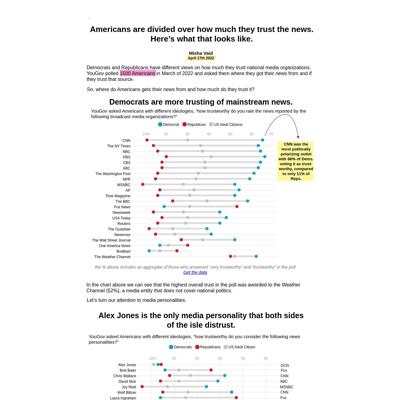 Americans are divided over how much they trust the news.
Here's what that looks like.
Misha Vaid
April 17th 2022
Democrats and Republicans have different views on how much they trust national media organizations.
YouGov polled 1500 Americans in March of 2022 and asked them where they got their news from and if
they trust that source.
So, where do Americans gets their news from and how much do they trust it?
Democrats are more trusting of mainstream news.
YouGov asked Americans with different ideologies, "how trustworthy do you rate the news reported by the
following broadcast media organizations?"
Democrat Republican US Adult Citizens
CNN
The NY Times
NBC
PBS
CBS
ABC
The Washington Post
NPR
MSNBC
AP
Time Magazine
The BBC
Fox News
Newsweek
USA Today
Reuters
The Guardian
Newsmax
The Wall Street Journal
One America News
Breitbart
The Weather Channel
CNN was the
most politically
polarizing outlet
with 66% of Dems.
voting it as trust-
worthy, compared
to only 11% of
Reps.
the % above includes an aggregate of those who answered "very trustworthy" and "trustworthy" in the poll
Get the data
In the chart above we can see that the highest overall trust in the poll was awarded to the Weather
Channel (52%), a media entity that does not cover national politics.
Let's turn our attention to media personalities.
Alex Jones is the only media personality that both sides
of the isle distrust.
YouGov asked Americans with different ideologies, "how trustworthy do you consider the following news
personalities?"
Democrats Republicans US Adult Citizen
Alex Jones GCN
Bret Baier Fox
Chris Wallace CNN
David Muir ABC
Joy Reid MSNBC
Wolf Blitzer CNN
Laura Ingraham Fox